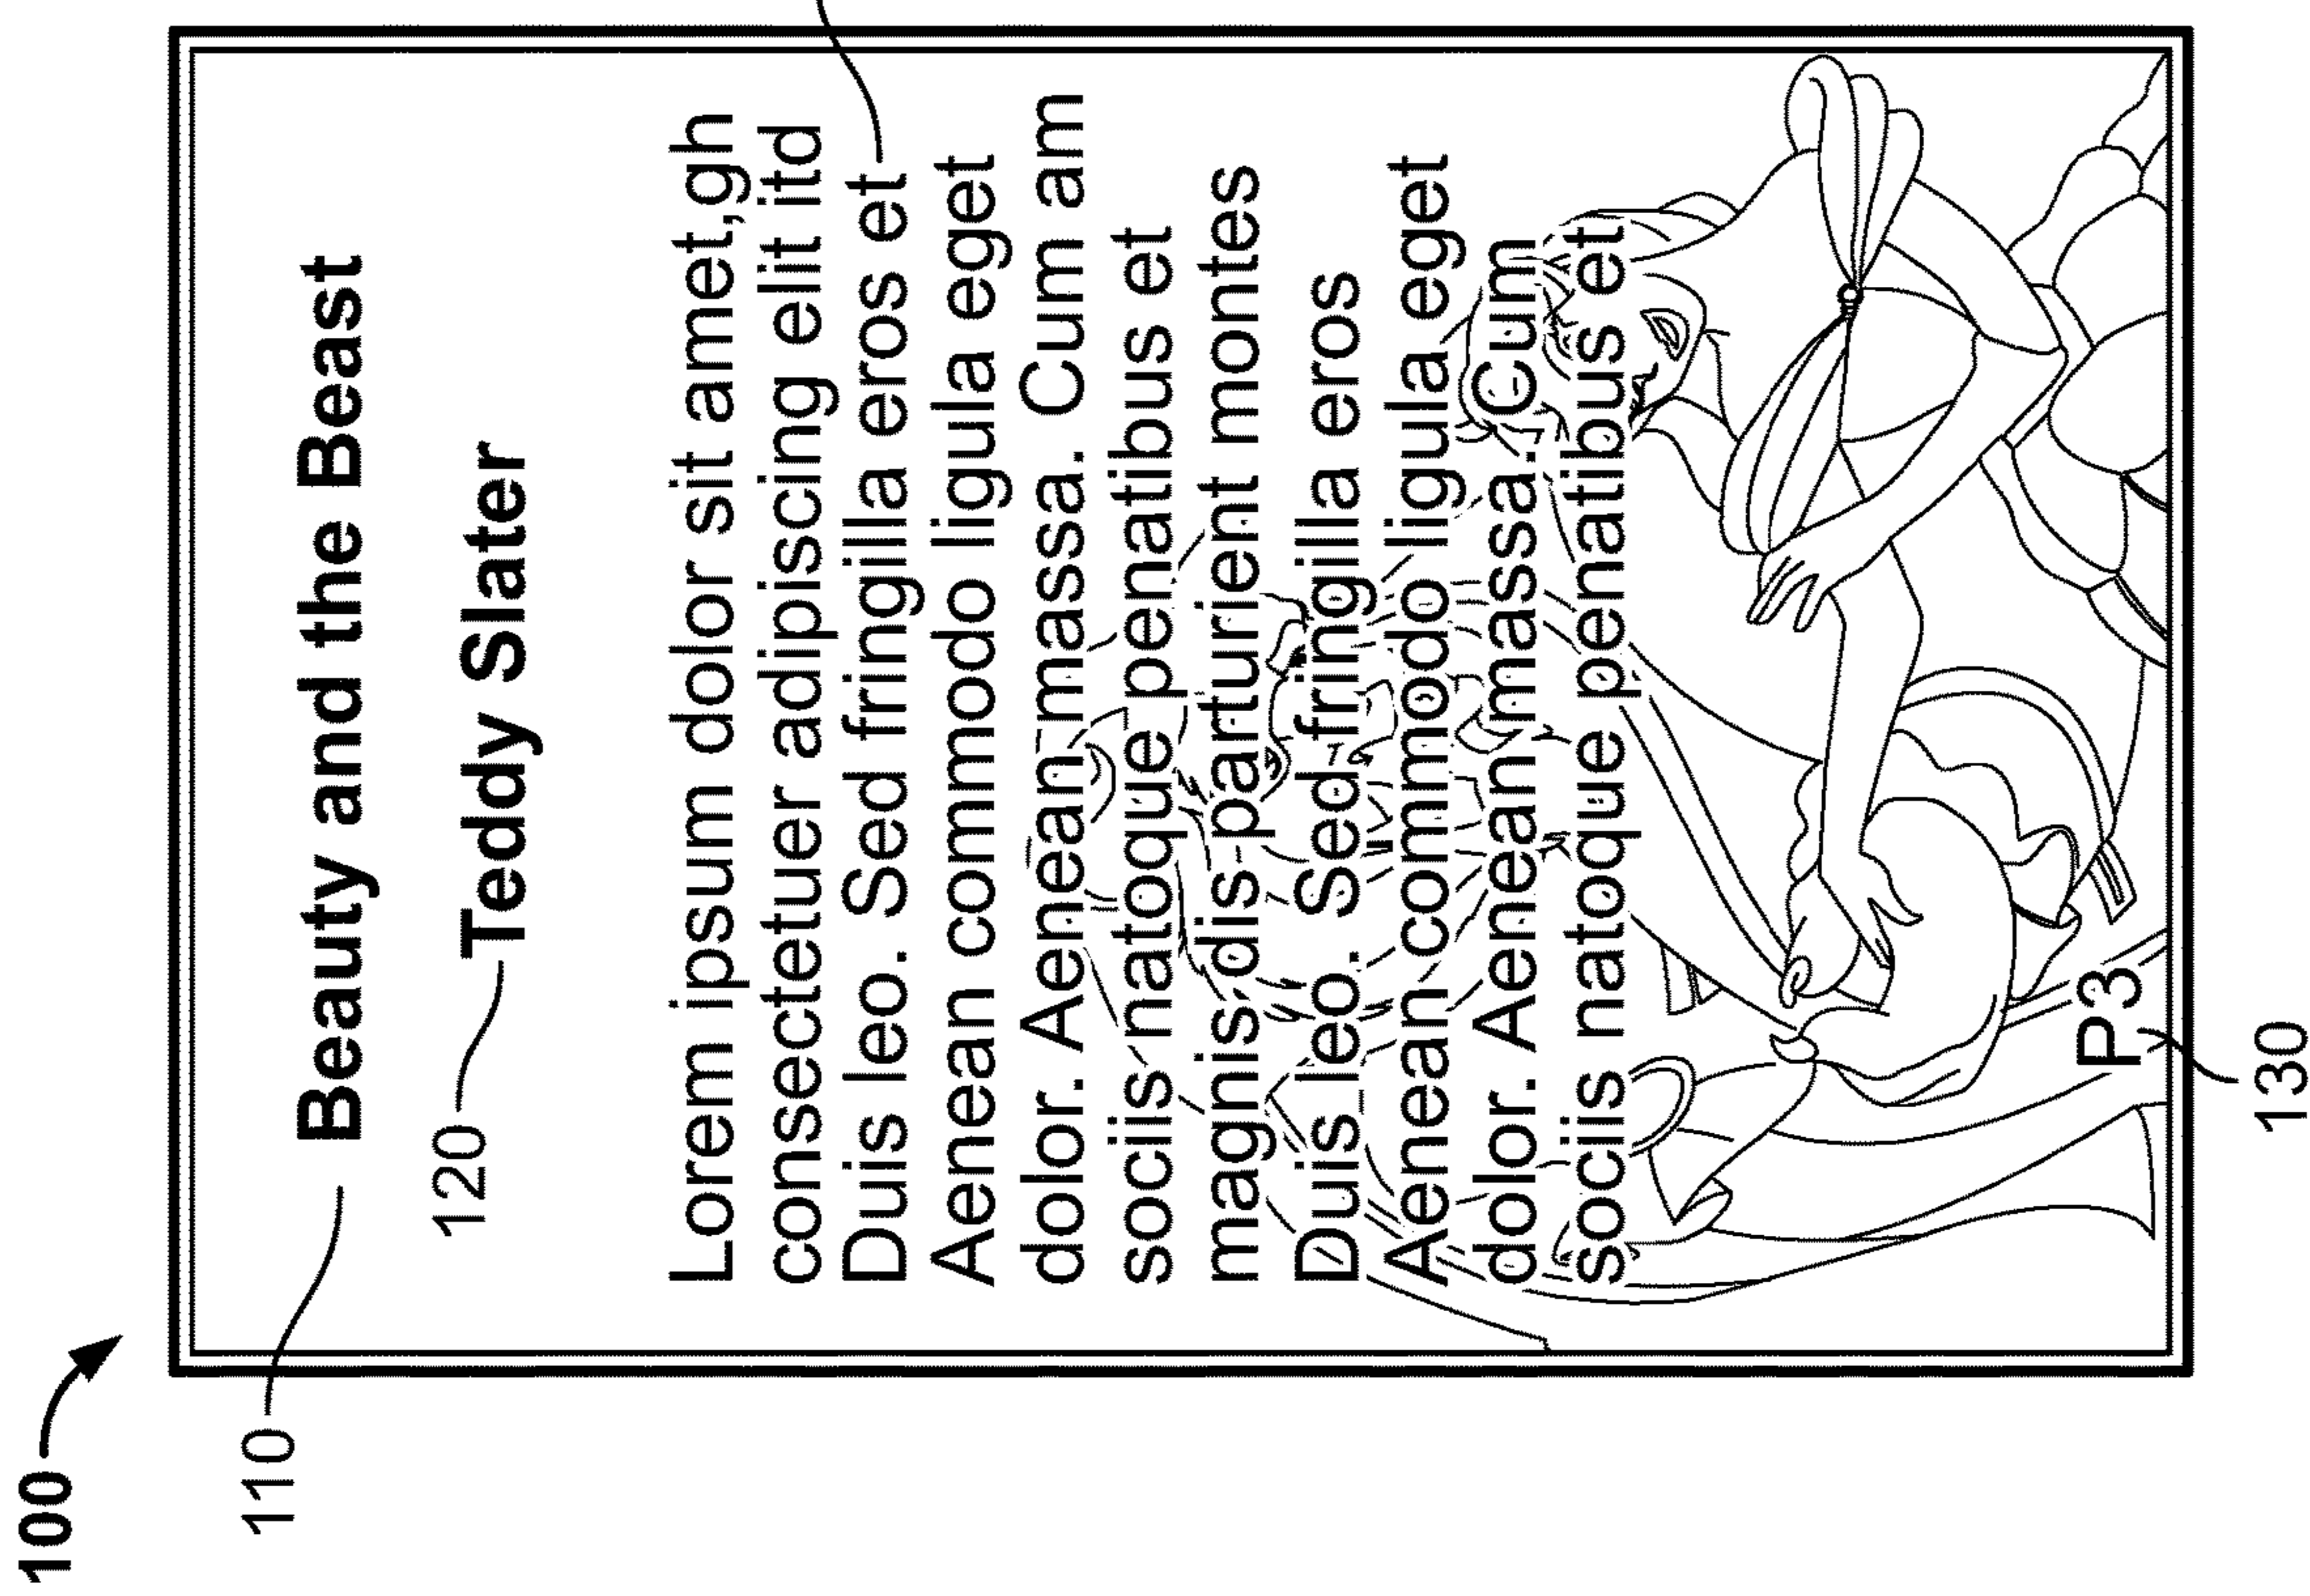 100
110
Beauty and the Beast
120
Teddy Slater
Lorem ipsum dolor sit amet,gh
consectetuer adipiscing elit itd
Duis leo. Sed fringilla eros et
Aenean commodo ligula eget
dolor. Aenean massa. Cum am
sociis natoque penatibus et
magnis dis parturient montes
Duis leo. Sed fringilla eros
Aenean commodo ligula eget
dolor. Aenean massa. Cum
sociis natoque penatibus et
P3
130